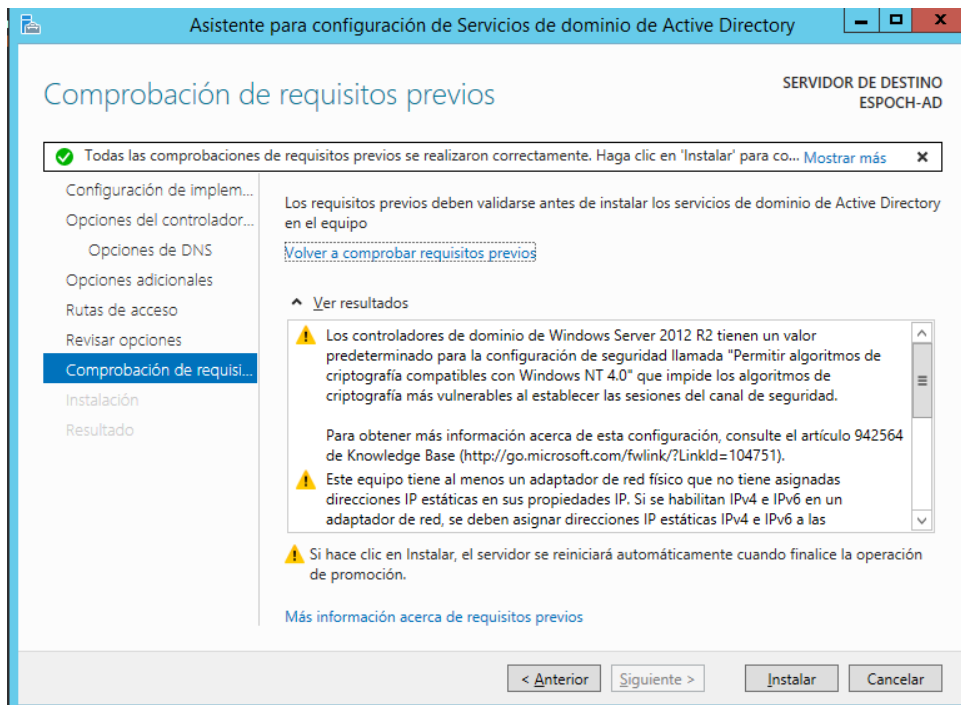 Asistente para configuración de Servicios de dominio de Active Directory
Comprobación de requisitos previos
SERVIDOR DE DESTINO
ESPOCH-AD
Todas las comprobaciones de requisitos previos se realizaron correctamente. Haga clic en 'Instalar' para co... Mostrar más
Configuración de implem...
Opciones del controlador...
Opciones de DNS
Opciones adicionales
Rutas de acceso
Revisar opciones
Comprobación de requisi...
Instalación
Resultado
Los requisitos previos deben validarse antes de instalar los servicios de dominio de Active Directory
en el equipo
Volver a comprobar requisitos previos
Ver resultados
Los controladores de dominio de Windows Server 2012 R2 tienen un valor
predeterminado para la configuración de seguridad llamada "Permitir algoritmos de
criptografía compatibles con Windows NT 4.0" que impide los algoritmos de
criptografía más vulnerables al establecer las sesiones del canal de seguridad.
Para obtener más información acerca de esta configuración, consulte el artículo 942564
de Knowledge Base (http://go.microsoft.com/fwlink/?LinkId=104751).
Este equipo tiene al menos un adaptador de red físico que no tiene asignadas
direcciones IP estáticas en sus propiedades IP. Si se habilitan IPv4 e IPv6 en un
adaptador de red, se deben asignar direcciones IP estáticas IPv4 e IPv6 a las
Si hace clic en Instalar, el servidor se reiniciará automáticamente cuando finalice la operación
de promoción.
Más información acerca de requisitos previos
< Anterior
Siguiente >
Instalar
Cancelar